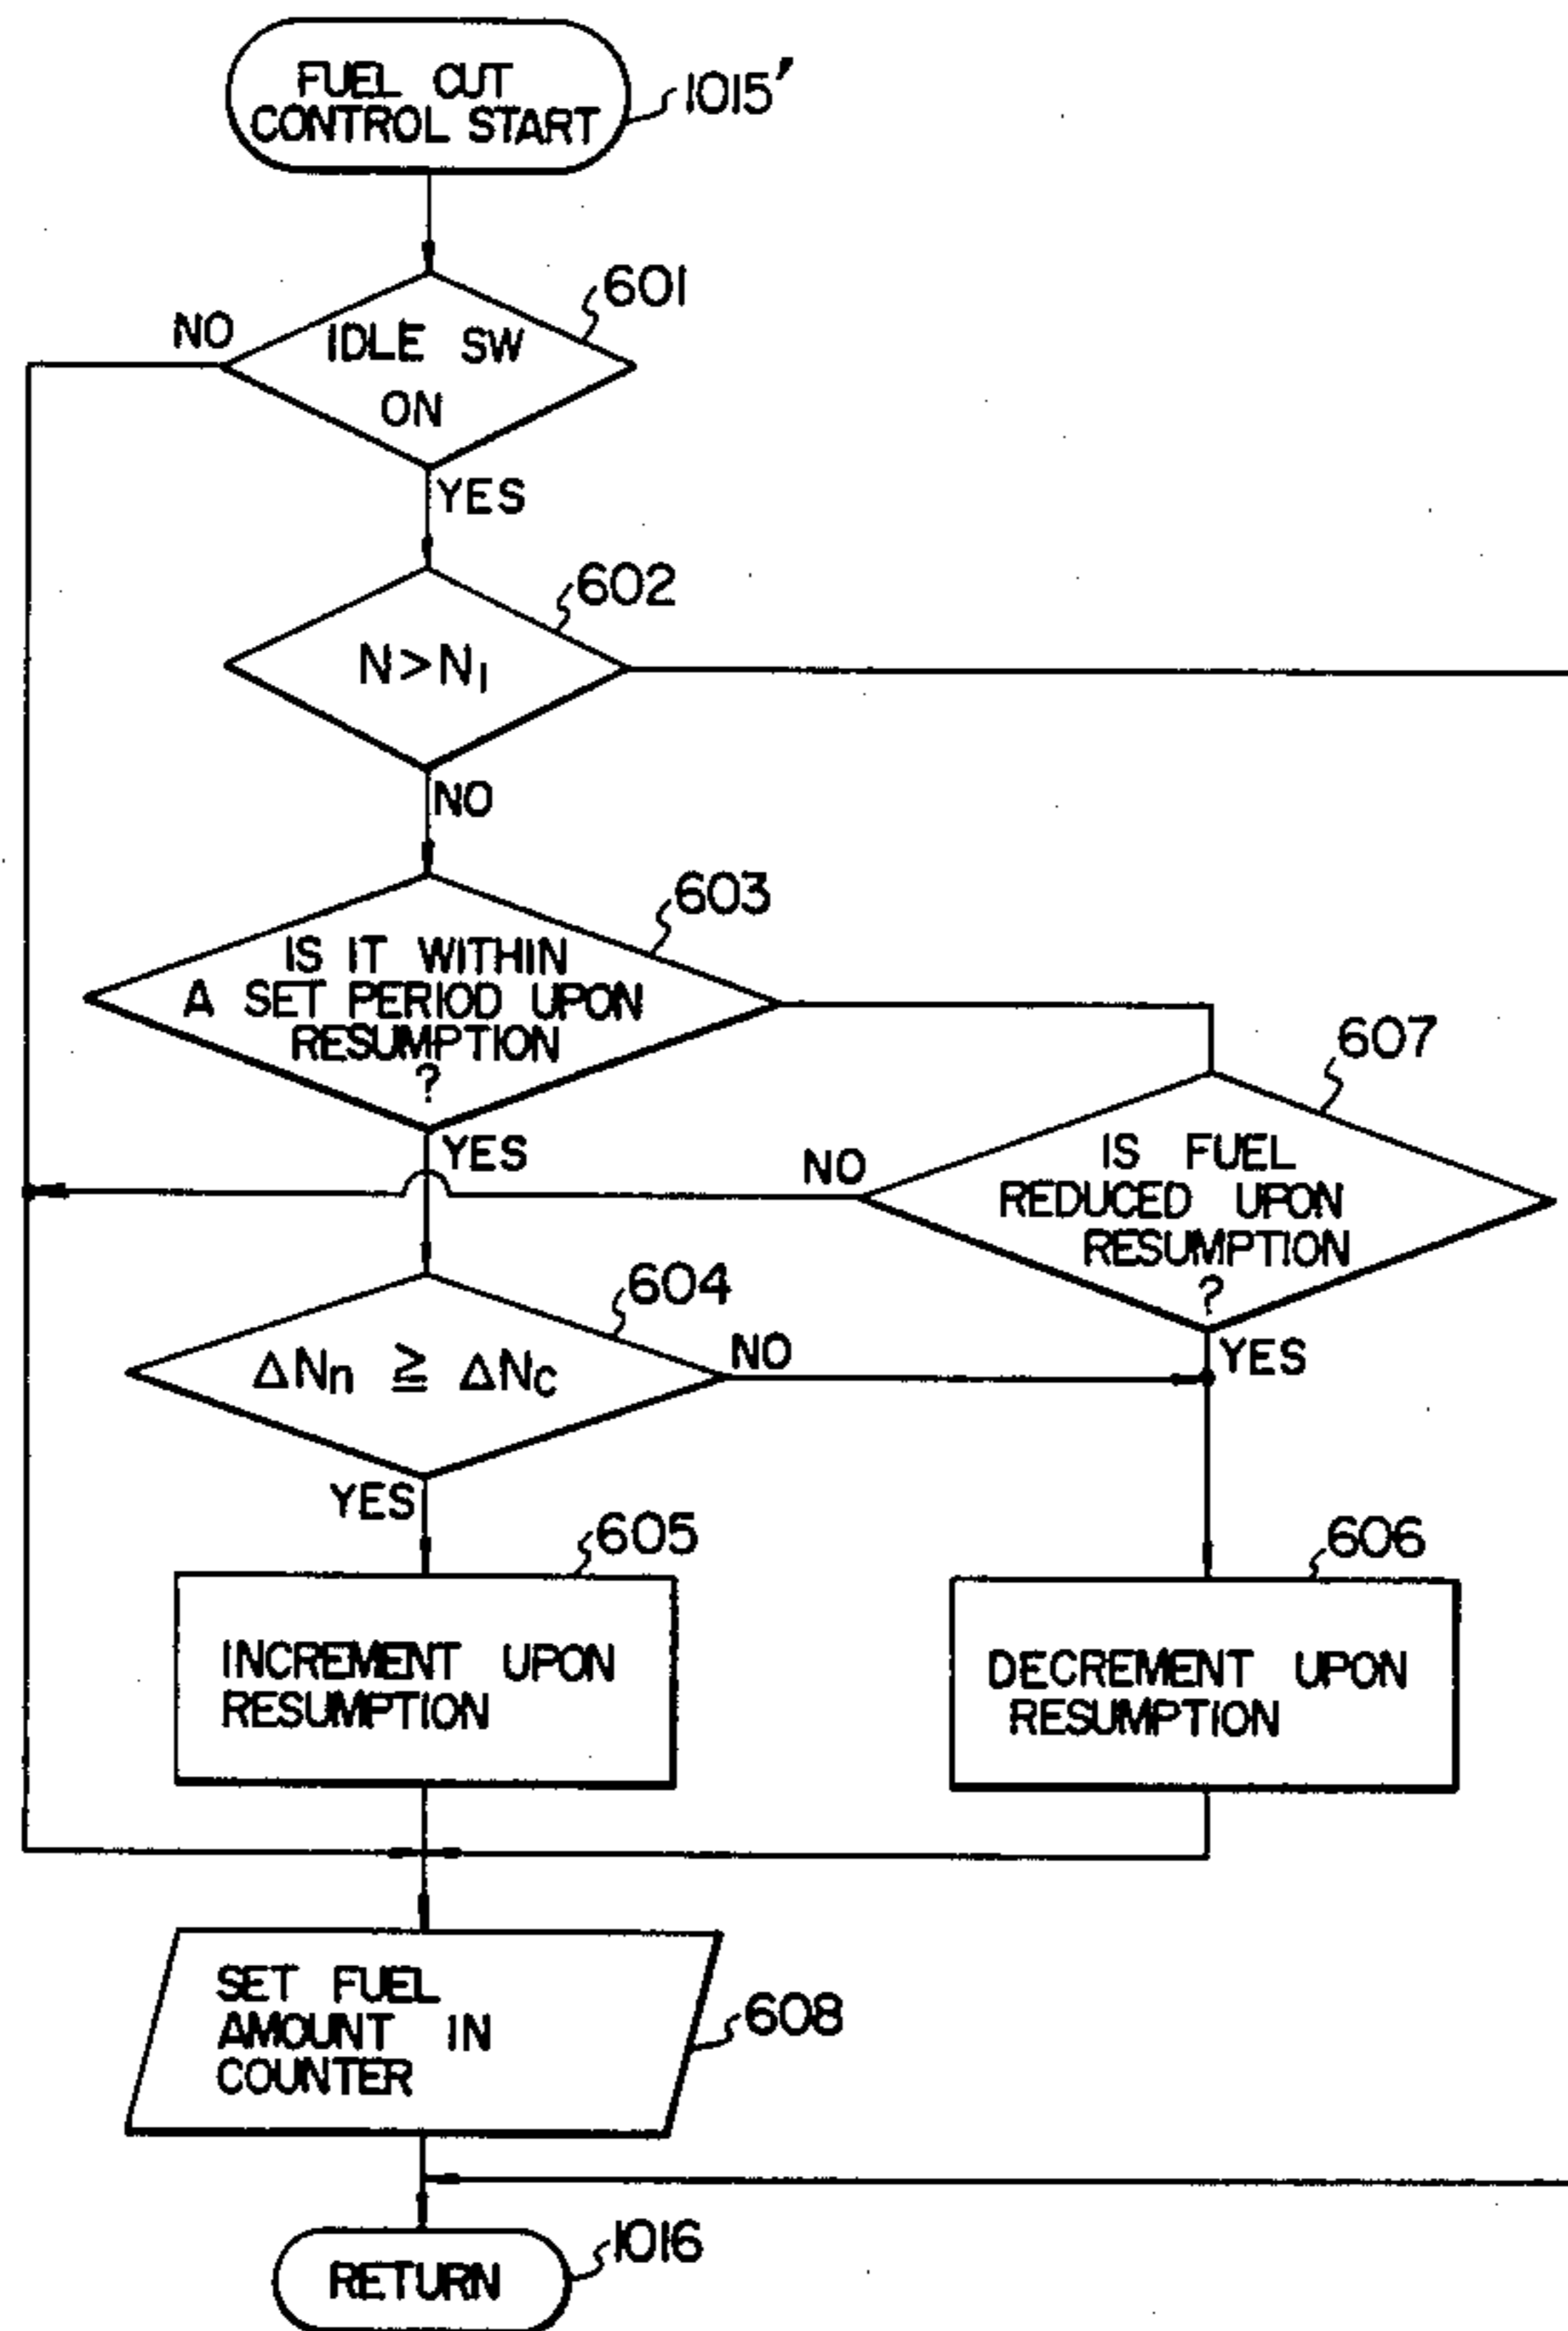 FUEL CUT
CONTROL START
1015'
601
NO
IDLE SW
ON
YES
602
N>N₁
NO
603
IS IT WITHIN
A SET PERIOD UPON
RESUMPTION
?
YES
607
NO
IS FUEL
REDUCED UPON
RESUMPTION
?
YES
604
ΔNn ≧ ΔNc
NO
YES
605
INCREMENT UPON
RESUMPTION
606
DECREMENT UPON
RESUMPTION
SET FUEL
AMOUNT IN
COUNTER
608
RETURN
1016